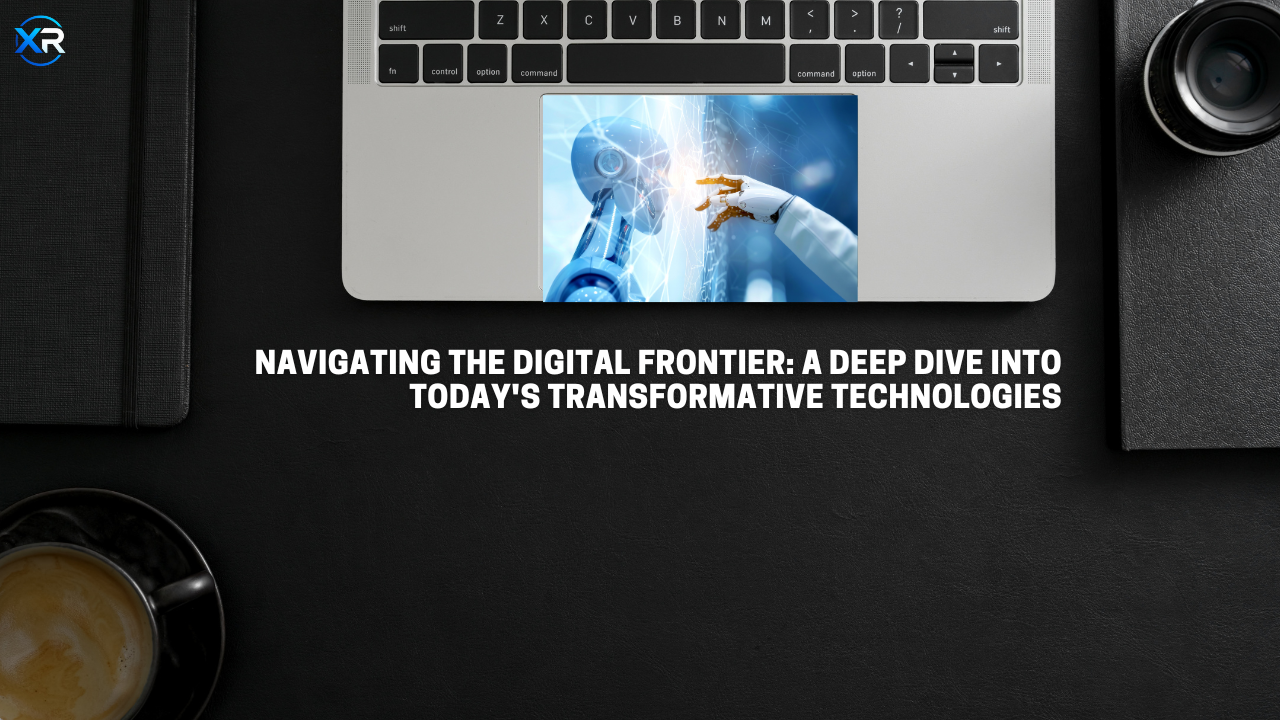 XR
shift
Z
X
C
V
B
N
M
<
,
>
.
?
/
shift
fn
control
option
command
command
option
NAVIGATING THE DIGITAL FRONTIER: A DEEP DIVE INTO
TODAY'S TRANSFORMATIVE TECHNOLOGIES